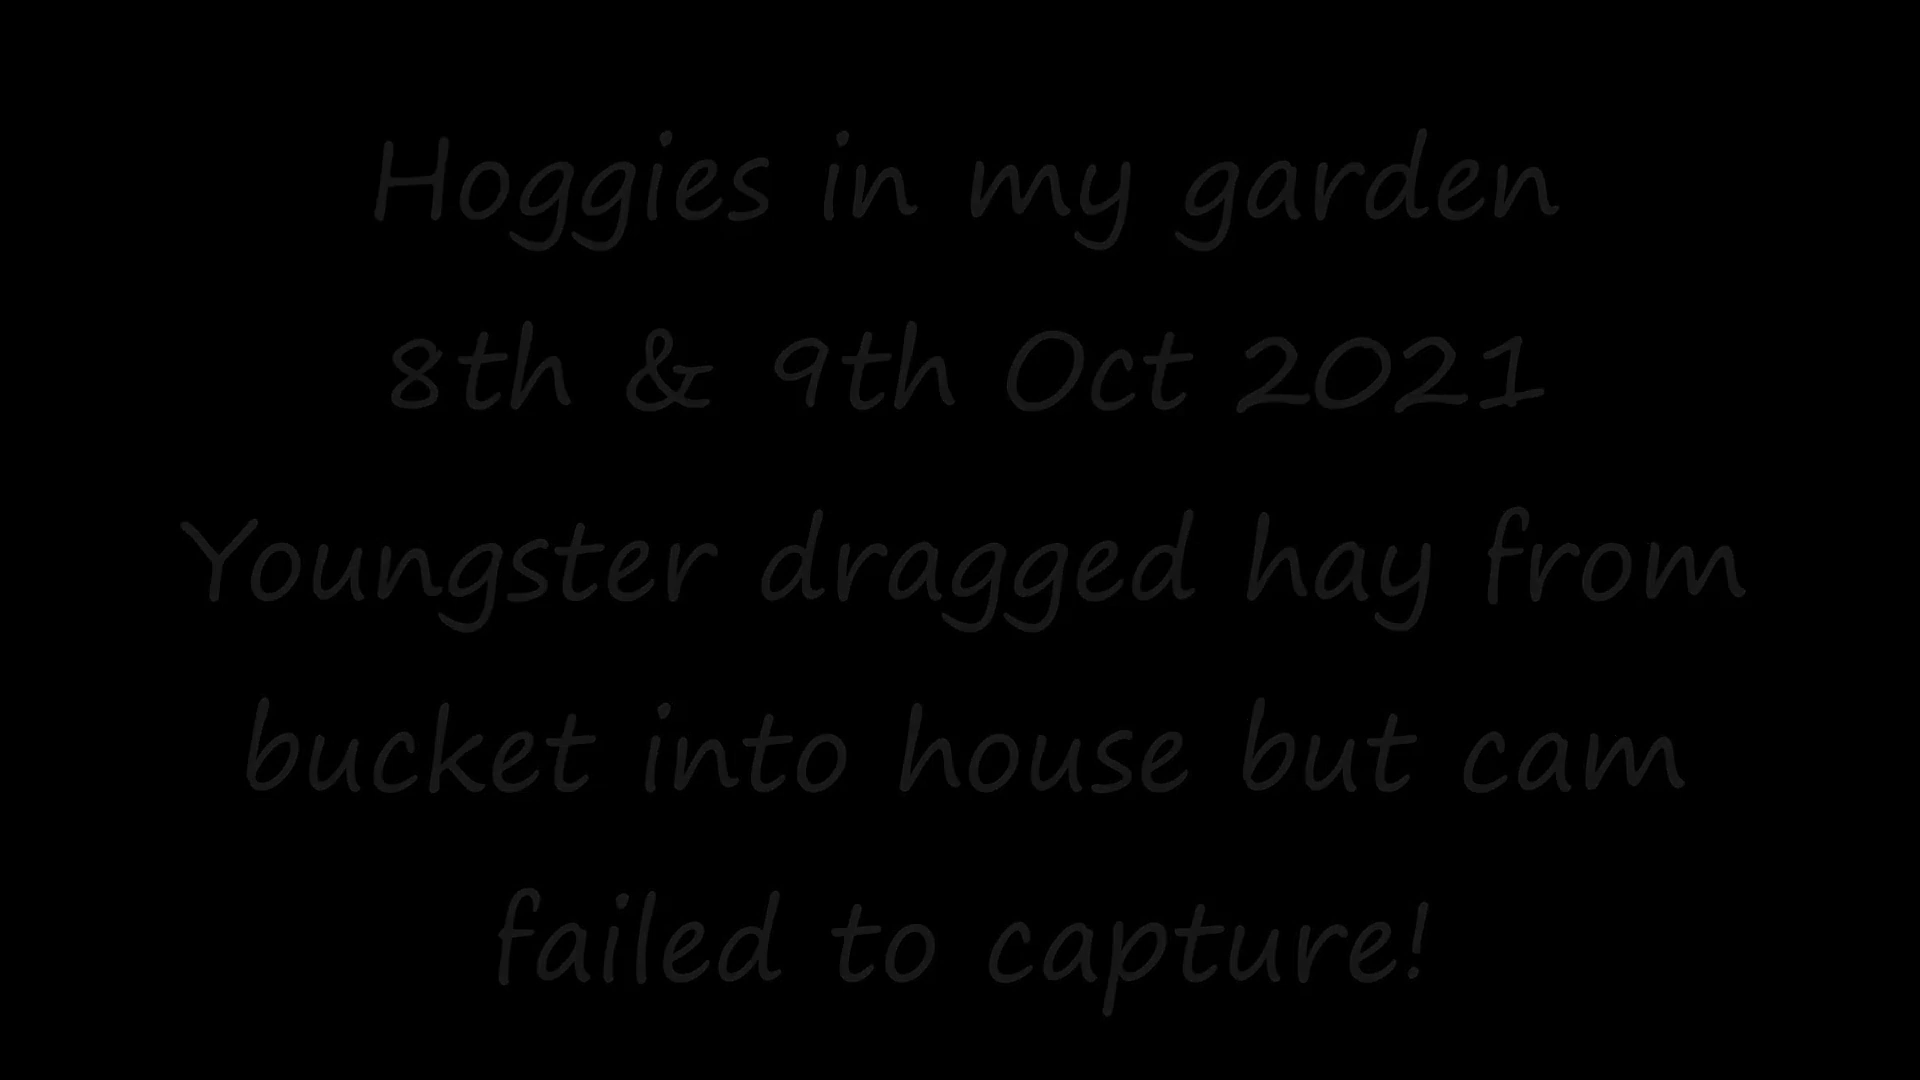 Hoggies in my garden
8th & 9th Oct 2021
Youngster dragged hay from
bucket into house but cam
failed to capture!